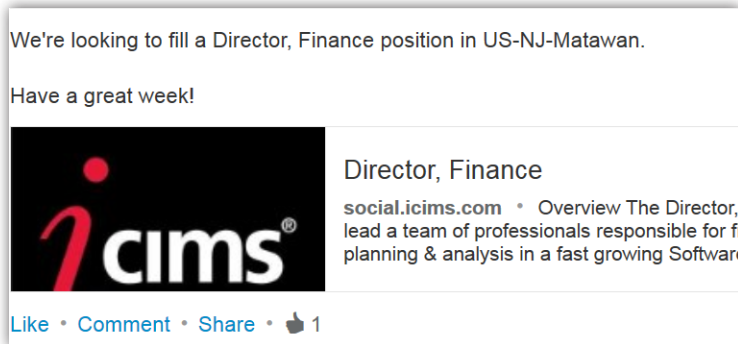 We're looking to fill a Director, Finance position in US-NJ-Matawan.
Have a great week!
icims®
Director, Finance
social.icims.com • Overview The Director,
lead a team of professionals responsible for
planning & analysis in a fast growing
Like • Comment • Share • 1